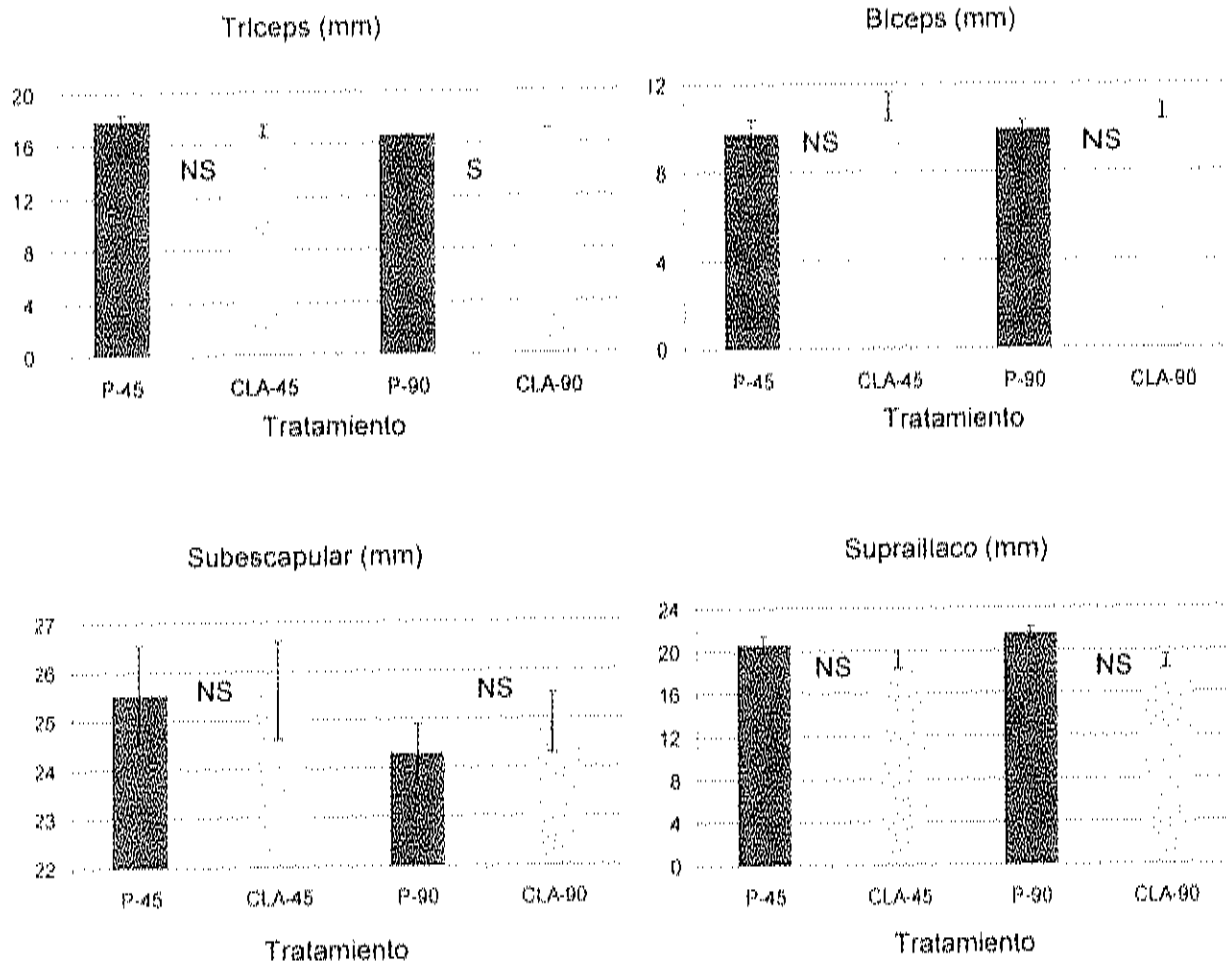 Tríceps (mm)
20
16
12
8
4
0
NS
S
P-45 CLA-45 P-90 CLA-90
Tratamiento
Bíceps (mm)
12
8
4
0
NS
NS
P-45 CLA-45 P-90 CLA-90
Tratamiento
Subescapular (mm)
27
26
25
24
23
22
NS
NS
P-45 CLA-45 P-90 CLA-90
Tratamiento
Suprailíaco (mm)
24
20
16
12
8
4
0
NS
NS
P-45 CLA-45 P-90 CLA-90
Tratamiento